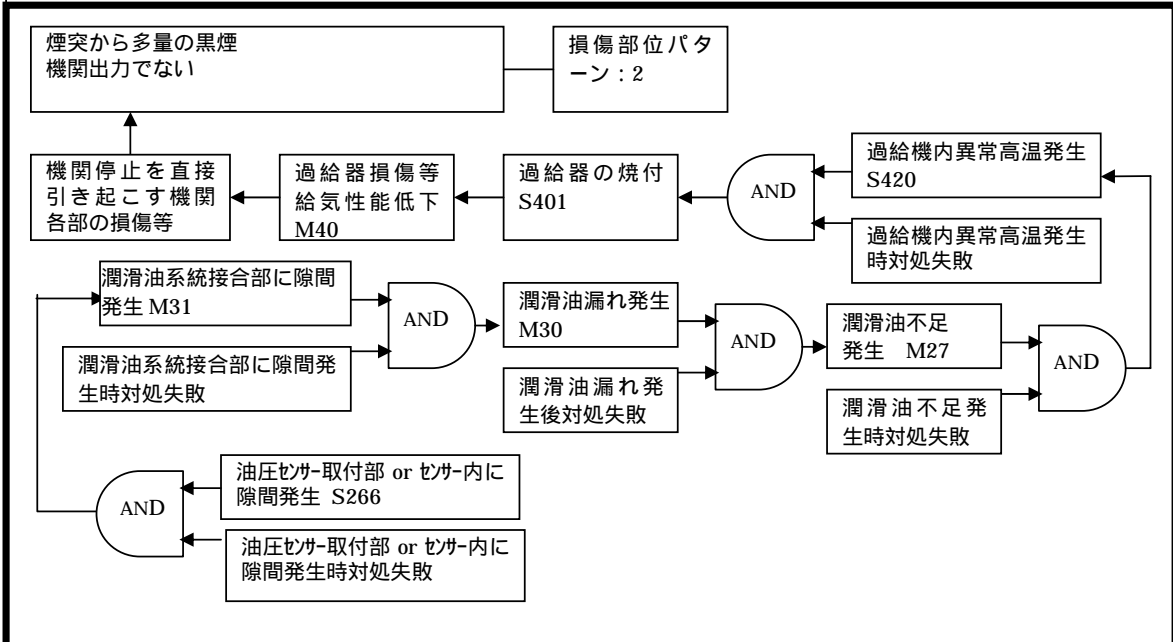 煙突から多量の黒煙
機関出力でない
損傷部位パタ
ーン：2
機関停止を直接
引き起こす機関
各部の損傷等
過給器損傷等
給気性能低下
M40
過給器の焼付
S401
AND
過給機内異常高温発生
S420
過給機内異常高温発生
時対処失敗
潤滑油系統接合部に隙間
発生 M31
潤滑油系統接合部に隙間発
生時対処失敗
AND
潤滑油漏れ発生
M30
潤滑油漏れ発
生後対処失敗
AND
潤滑油不足
発生 M27
潤滑油不足発
生時対処失敗
AND
AND
油圧ｾﾝｻｰ取付部 or ｾﾝｻｰ内に
隙間発生 S266
油圧ｾﾝｻｰ取付部 or ｾﾝｻｰ内に
隙間発生時対処失敗